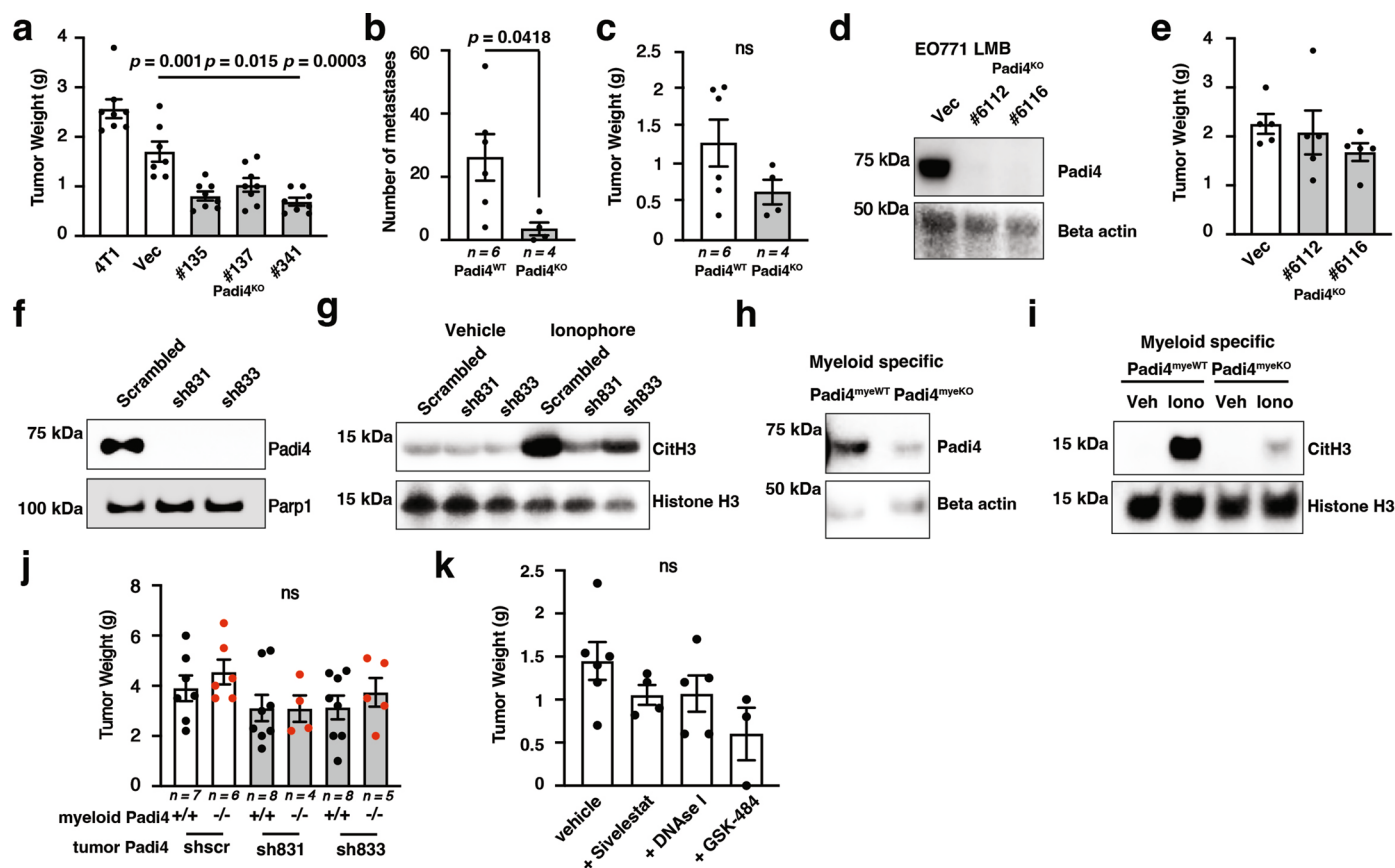 a
Tumor Weight (g)
4
3
2
1
0
p = 0.001 p = 0.015 p = 0.0003
4T1
Vec
#135
#137
#341
Padi4KO
b
Number of metastases
60
40
20
0
p = 0.0418
n = 6
n = 4
Padi4WT
Padi4KO
c
Tumor Weight (g)
2.5
2
1.5
1
0.5
0
ns
n = 6
n = 4
Padi4WT
Padi4KO
d
EO771 LMB
Padi4KO
Vec
#6112
#6116
75 kDa
Padi4
50 kDa
Beta actin
e
Tumor Weight (g)
4
3
2
1
0
Vec
#6112
#6116
Padi4KO
f
Scrambled
sh831
sh833
75 kDa
Padi4
100 kDa
Parp1
g
Vehicle
Ionophore
Scrambled
sh831
sh833
Scrambled
sh831
sh833
15 kDa
CitH3
15 kDa
Histone H3
h
Myeloid specific
Padi4myeWT Padi4myeKO
75 kDa
Padi4
50 kDa
Beta actin
i
Myeloid specific
Padi4myeWT Padi4myeKO
Veh Iono Veh Iono
15 kDa
CitH3
15 kDa
Histone H3
j
Tumor Weight (g)
8
6
4
2
0
ns
n = 7 n = 6 n = 8 n = 4 n = 8 n = 5
myeloid Padi4 +/+ -/- +/+ -/- +/+ -/-
tumor Padi4 shscr sh831 sh833
k
Tumor Weight (g)
2.5
2
1.5
1
0.5
0
ns
vehicle
+ Sivelestat
+ DNAse I
+ GSK-484